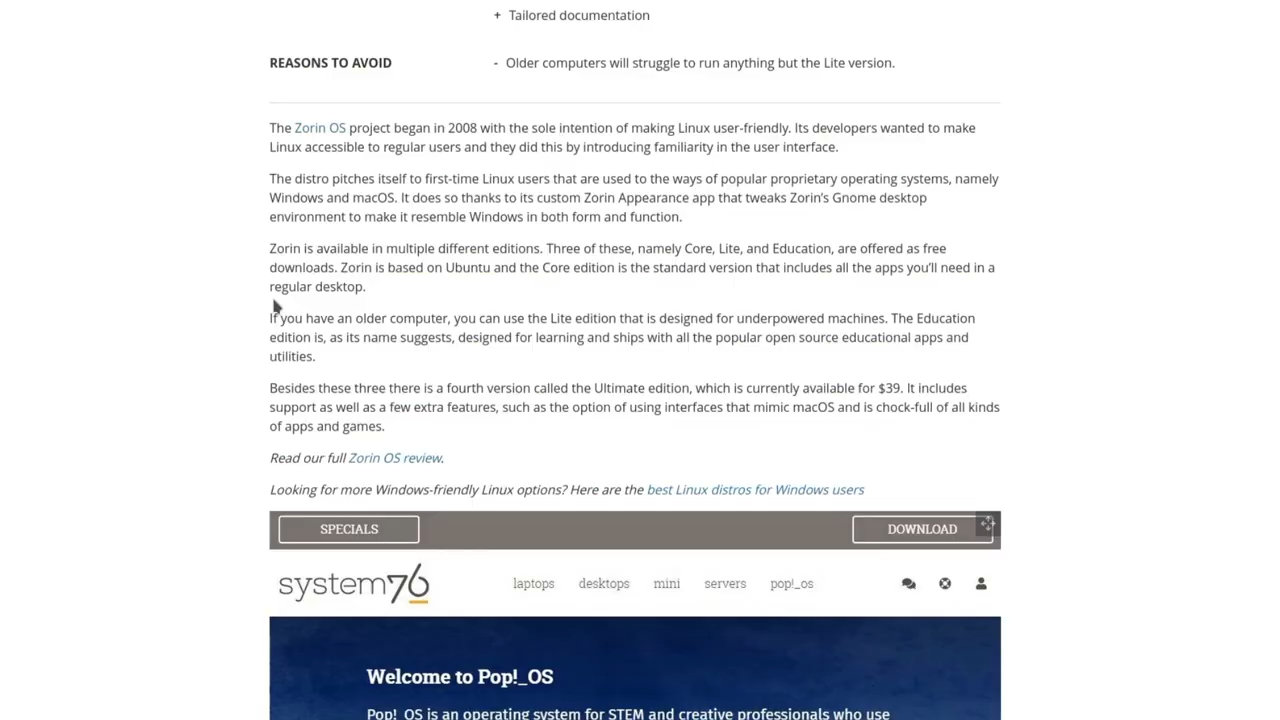 + Tailored documentation
REASONS TO AVOID
- Older computers will struggle to run anything but the Lite version.
The Zorin OS project began in 2008 with the sole intention of making Linux user-friendly. Its developers wanted to make
Linux accessible to regular users and they did this by introducing familiarity in the user interface.
The distro pitches itself to first-time Linux users that are used to the ways of popular proprietary operating systems, namely
Windows and macOS. It does so thanks to its custom Zorin Appearance app that tweaks Zorin's Gnome desktop
environment to make it resemble Windows in both form and function.
Zorin is available in multiple different editions. Three of these, namely Core, Lite, and Education, are offered as free
downloads. Zorin is based on Ubuntu and the Core edition is the standard version that includes all the apps you'll need in a
regular desktop.
If you have an older computer, you can use the Lite edition that is designed for underpowered machines. The Education
edition is, as its name suggests, designed for learning and ships with all the popular open source educational apps and
utilities.
Besides these three there is a fourth version called the Ultimate edition, which is currently available for $39. It includes
support as well as a few extra features, such as the option of using interfaces that mimic macOS and is chock-full of all kinds
of apps and games.
Read our full Zorin OS review.
Looking for more Windows-friendly Linux options? Here are the best Linux distros for Windows users
SPECIALS
DOWNLOAD
system76
laptops desktops mini servers pop!_os
Welcome to Pop!_OS
Pop!_OS is an operating system for STEM and creative professionals who use